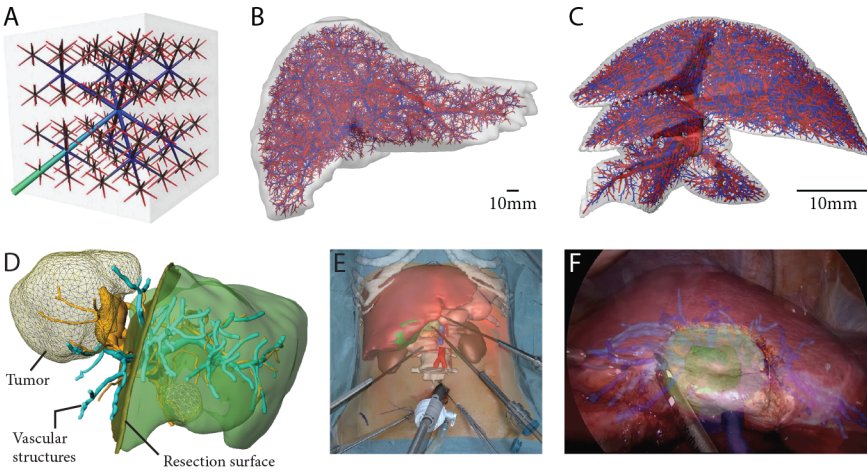 A
B
C
10mm
10mm
D
E
F
Tumor
Vascular
structures
Resection surface